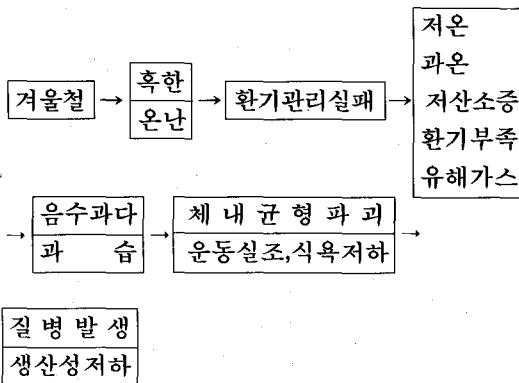 겨울철 → 혹한
온난 → 환기관리실패 → 저온
과온
저산소증
환기부족
유해가스
→ 음수과다
과 습 → 체 내 균 형 파 괴
운동실조,식욕저하 →
질 병 발 생
생산성저하